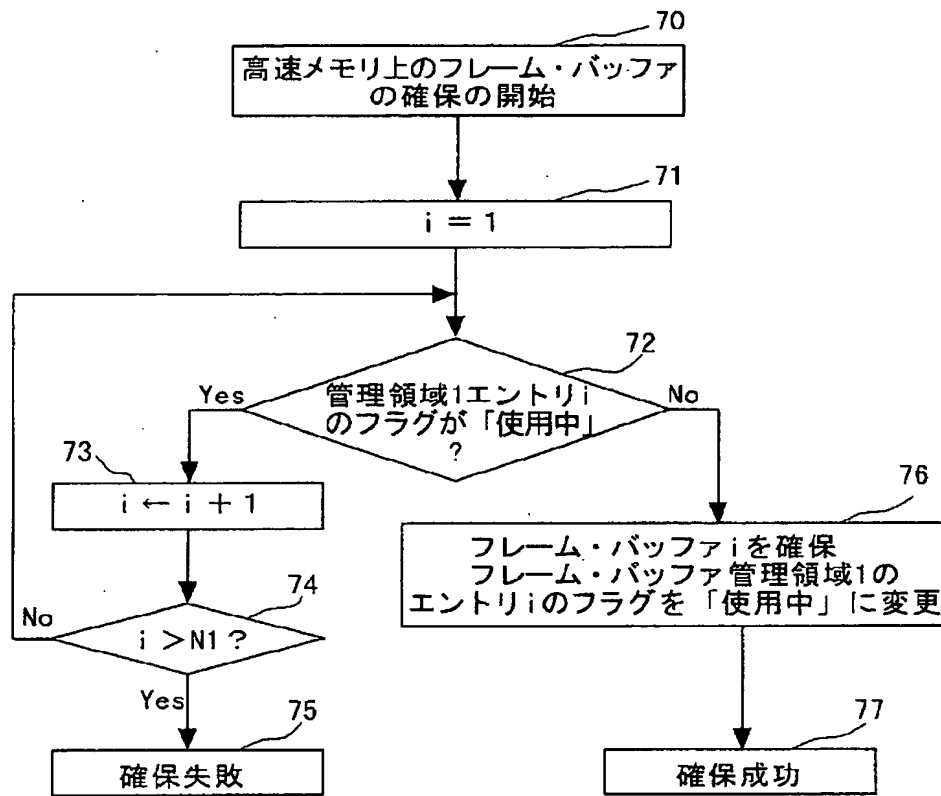 70
高速メモリ上のフレーム・バッファ
の確保の開始
71
i = 1
72
管理領域1エントリi
のフラグが「使用中」
?
Yes
No
73
i ← i + 1
74
i >N1?
No
Yes
75
確保失敗
76
フレーム・バッファiを確保
フレーム・バッファ管理領域1の
エントリiのフラグを「使用中」に変更
77
確保成功